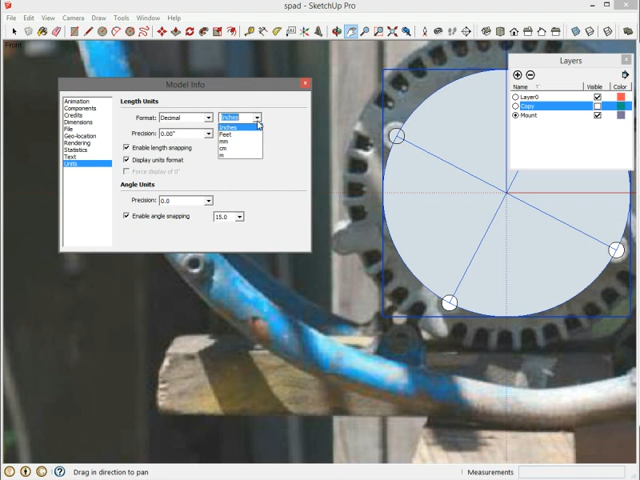 spad - SketchUp Pro
File Edit View Camera Draw Tools Window Help
Front
Model Info
Animation
Components
Credits
Dimensions
File
Geo-location
Rendering
Statistics
Text
Units
Length Units
Format: Decimal Inches
Inches
Feet
mm
cm
m
Precision: 0.00"
Enable length snapping
Display units format
Force display of 0"
Angle Units
Precision: 0.0
Enable angle snapping 15.0
Layers
Name Visible Color
Layer0
Copy
Mount
Drag in direction to pan
Measurements